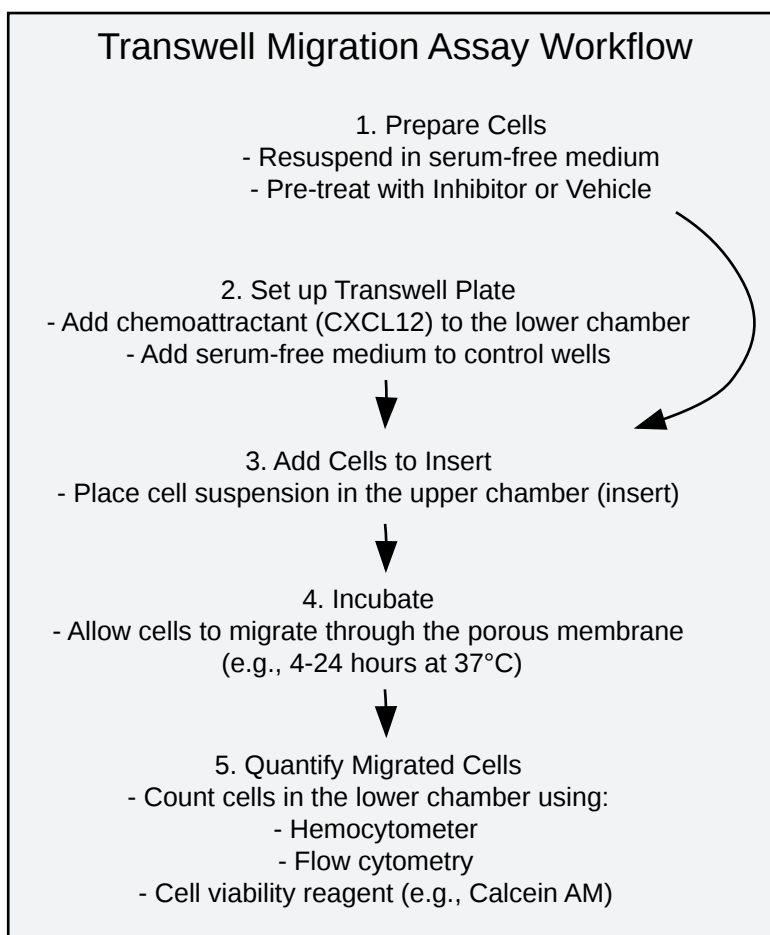 Transwell Migration Assay Workflow
1. Prepare Cells
- Resuspend in serum-free medium
- Pre-treat with Inhibitor or Vehicle
2. Set up Transwell Plate
- Add chemoattractant (CXCL12) to the lower chamber
- Add serum-free medium to control wells
3. Add Cells to Insert
- Place cell suspension in the upper chamber (insert)
4. Incubate
- Allow cells to migrate through the porous membrane
(e.g., 4-24 hours at 37°C)
5. Quantify Migrated Cells
- Count cells in the lower chamber using:
- Hemocytometer
- Flow cytometry
- Cell viability reagent (e.g., Calcein AM)